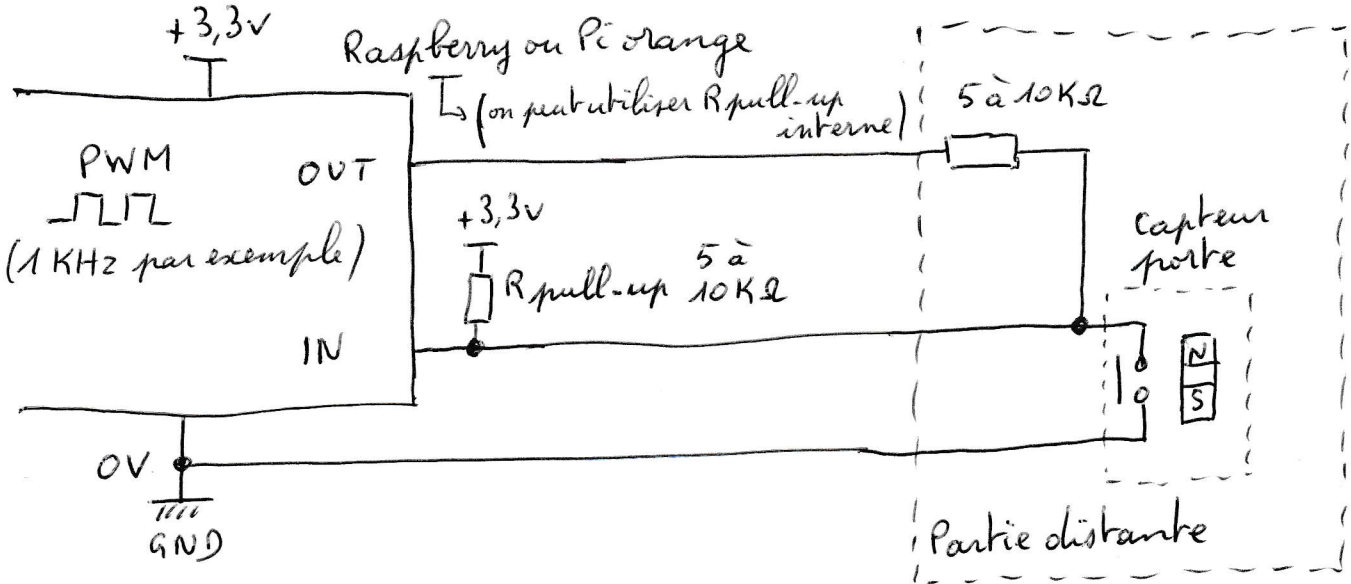 +3,3v
Raspberry ou Pi orange
(on peut utiliser R pull-up
interne)
5 à 10KΩ
PWM
OUT
(1 KHz par exemple)
+3,3v
R pull-up 5 à
10KΩ
Capteur
porte
IN
N
S
0V
GND
Partie distante